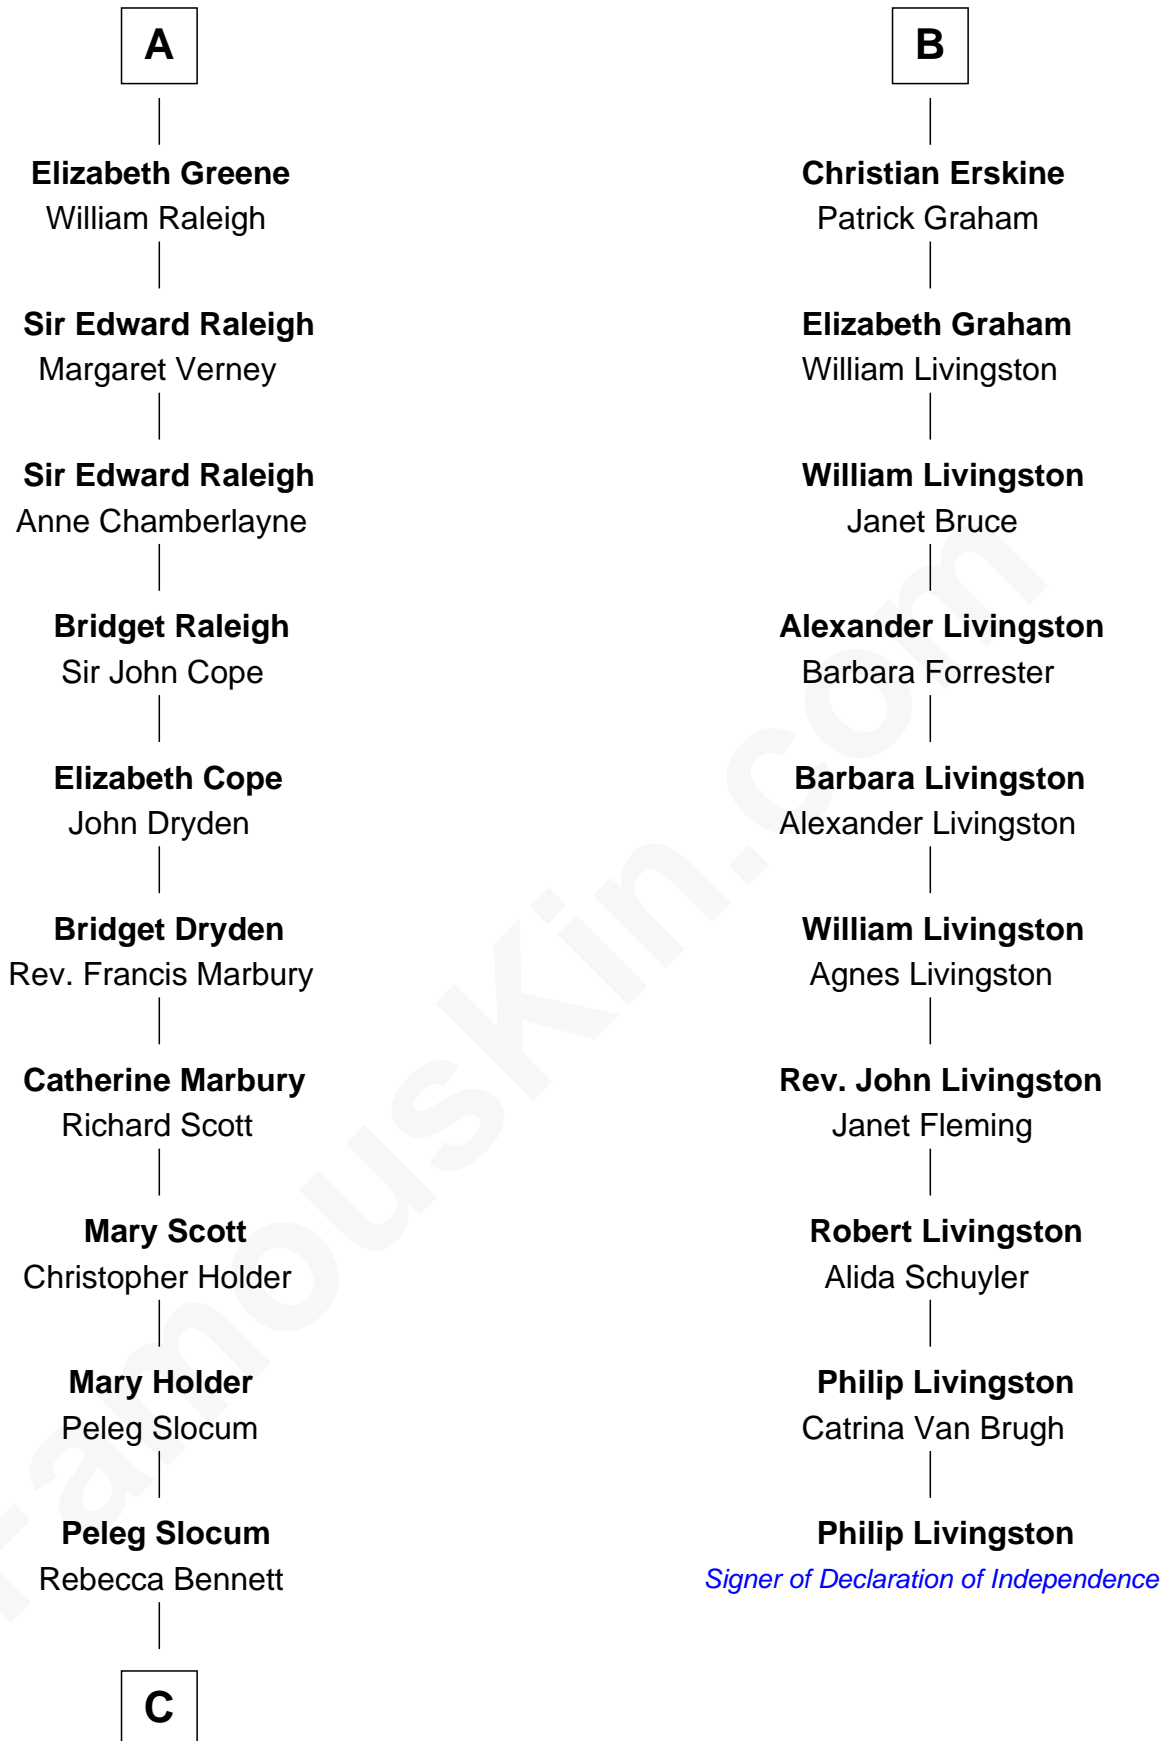 A
Elizabeth Greene
William Raleigh
Sir Edward Raleigh
Margaret Verney
Sir Edward Raleigh
Anne Chamberlayne
Bridget Raleigh
Sir John Cope
Elizabeth Cope
John Dryden
Bridget Dryden
Rev. Francis Marbury
Catherine Marbury
Richard Scott
Mary Scott
Christopher Holder
Mary Holder
Peleg Slocum
Peleg Slocum
Rebecca Bennett
C
B
Christian Erskine
Patrick Graham
Elizabeth Graham
William Livingston
William Livingston
Janet Bruce
Alexander Livingston
Barbara Forrester
Barbara Livingston
Alexander Livingston
William Livingston
Agnes Livingston
Rev. John Livingston
Janet Fleming
Robert Livingston
Alida Schuyler
Philip Livingston
Catrina Van Brugh
Philip Livingston
Signer of Declaration of Independence
FamousKin.com